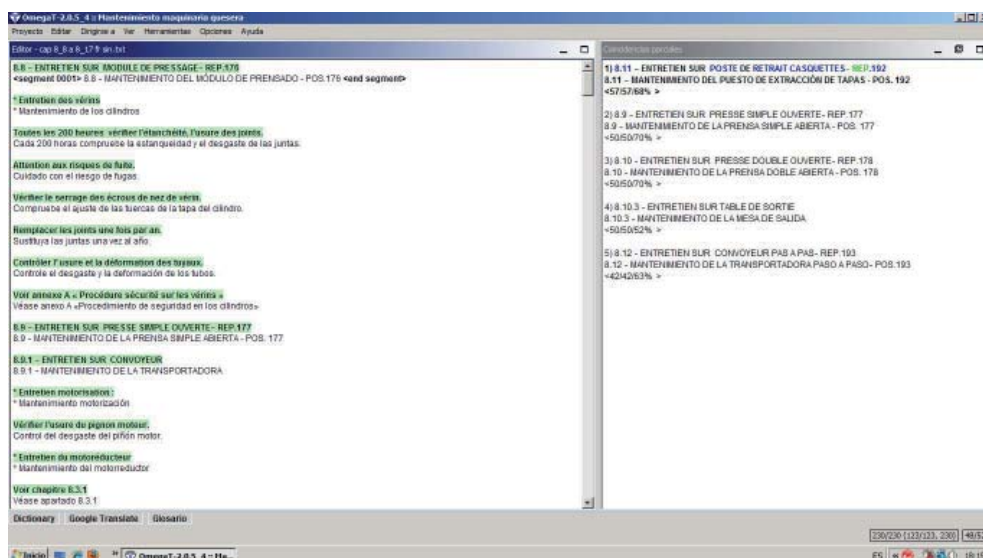 OmegaT-2.0.5_4 :: Mantenimiento maquinario quesera
Proyecto Editar Dirigirse a Ver Herramientas Opciones Ayuda
Editor - cap 8_8 a 8_17 fr sin.txt
8.8 – ENTRETIEN SUR MODULE DE PRESSAGE- REP.176
<segment 0001> 8.8 - MANTENIMIENTO DEL MÓDULO DE PRENSADO - POS.176 <end segment>
* Entretien des vérins
* Mantenimiento de los cilindros
Toutes les 200 heures vérifier l'étanchéité, l'usure des joints.
Cada 200 horas compruebe la estanqueidad y el desgaste de las juntas.
Attention aux risques de fuite.
Cuidado con el riesgo de fugas.
Vérifier le serrage des écrous de nez de vérin.
Compruebe el ajuste de las tuercas de la tapa del cilindro.
Remplacer les joints une fois par an.
Sustituya las juntas una vez al año.
Contrôler l'usure et la déformation des tuyaux.
Controle el desgaste y la deformación de los tubos.
Voir annexe A « Procédure sécurité sur les vérins »
Véase anexo A «Procedimiento de seguridad en los cilindros»
8.9 – ENTRETIEN SUR PRESSE SIMPLE OUVERTE- REP.177
8.9 - MANTENIMIENTO DE LA PRENSA SIMPLE ABIERTA - POS. 177
8.9.1 – ENTRETIEN SUR CONVOYEUR
8.9.1 - MANTENIMIENTO DE LA TRANSPORTADORA
* Entretien motorisation :
* Mantenimiento motorización
Vérifier l'usure du pignon moteur.
Control del desgaste del piñón motor.
* Entretien du motoréducteur
* Mantenimiento del motorreductor
Voir chapitre 8.3.1
Véase apartado 8.3.1
Coincidencias parciales
1) 8.11 – ENTRETIEN SUR POSTE DE RETRAIT CASQUETTES- REP.192
8.11 – MANTENIMIENTO DEL PUESTO DE EXTRACCIÓN DE TAPAS - POS. 192
<57/57/68% >
2) 8.9 – ENTRETIEN SUR PRESSE SIMPLE OUVERTE- REP.177
8.9 - MANTENIMIENTO DE LA PRENSA SIMPLE ABIERTA - POS. 177
<50/50/70% >
3) 8.10 – ENTRETIEN SUR PRESSE DOUBLE OUVERTE- REP.178
8.10 – MANTENIMIENTO DE LA PRENSA DOBLE ABIERTA - POS. 178
<50/50/70% >
4) 8.10.3 – ENTRETIEN SUR TABLE DE SORTIE
8.10.3 – MANTENIMIENTO DE LA MESA DE SALIDA
<50/50/52% >
5) 8.12 - ENTRETIEN SUR CONVOYEUR PAS A PAS- REP.193
8.12 – MANTENIMIENTO DE LA TRANSPORTADORA PASO A PASO- POS.193
<42/42/63% >
Dictionary Google Translate Glosario
230/230 (123/123, 230)
Inicio OmegaT-2.0.5_4 :: Ma...
ES